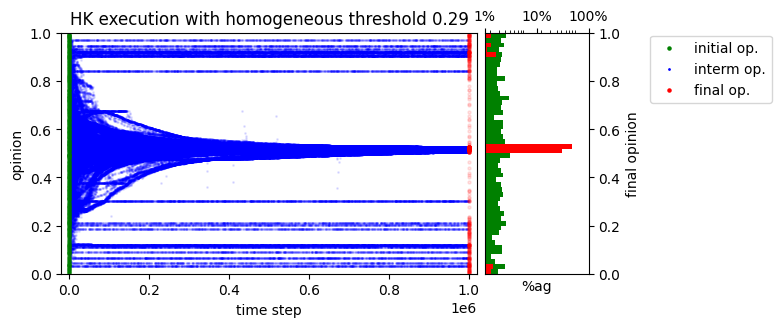 HK execution with homogeneous threshold 0.29
1% 10% 100%
1.0 1.0
0.8 0.8
0.6 0.6
0.4 0.4
0.2 0.2
0.0 0.0
opinion
final opinion
initial op.
interm op.
final op.
0.0 0.2 0.4 0.6 0.8 1.0
1e6
time step
%ag